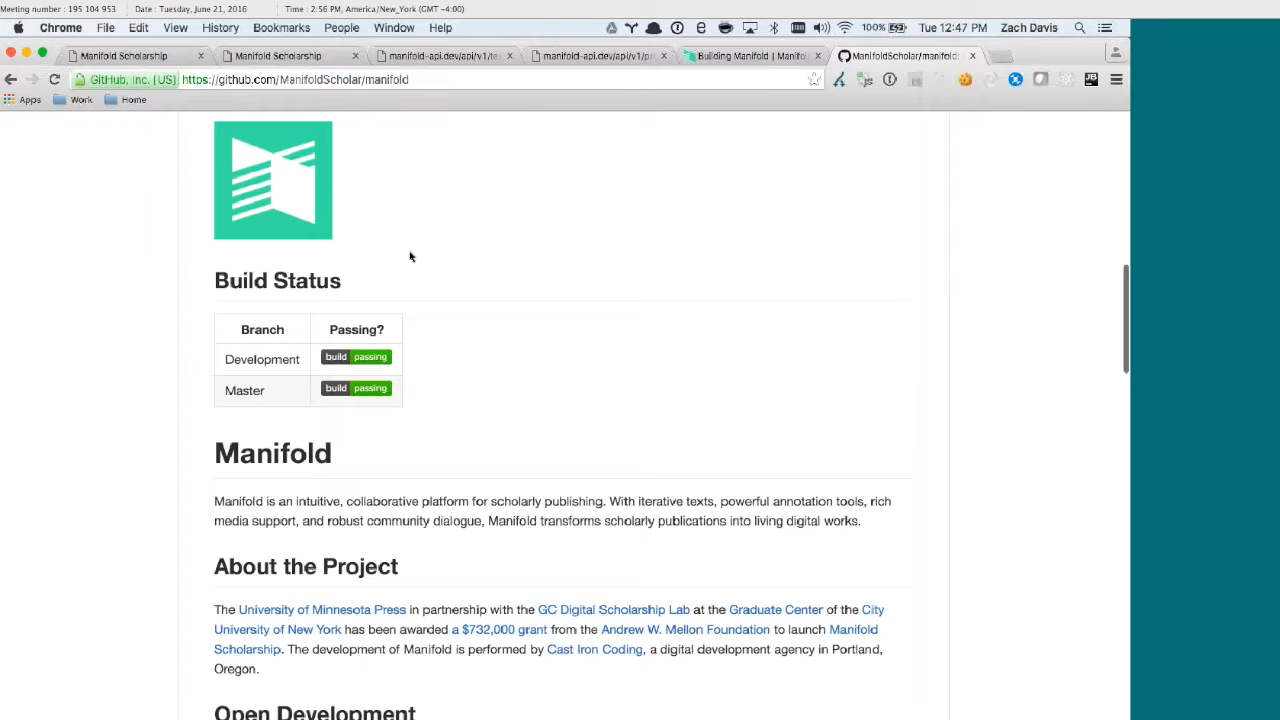 Meeting number : 195 104 953 Date : Tuesday, June 21, 2016 Time : 2:56 PM, America/New_York (GMT -4:00)
Chrome File Edit View History Bookmarks People Window Help 100% Tue 12:47 PM Zach Davis
Manifold Scholarship Manifold Scholarship manifold-api.dev/api/v1/te manifold-api.dev/api/v1/pr Building Manifold | Manifo ManifoldScholar/manifold:
GitHub, Inc. [US] https://github.com/ManifoldScholar/manifold
Apps Work Home
Build Status
Branch Passing?
Development build passing
Master build passing
Manifold
Manifold is an intuitive, collaborative platform for scholarly publishing. With iterative texts, powerful annotation tools, rich
media support, and robust community dialogue, Manifold transforms scholarly publications into living digital works.
About the Project
The University of Minnesota Press in partnership with the GC Digital Scholarship Lab at the Graduate Center of the City
University of New York has been awarded a $732,000 grant from the Andrew W. Mellon Foundation to launch Manifold
Scholarship. The development of Manifold is performed by Cast Iron Coding, a digital development agency in Portland,
Oregon.
Open Development